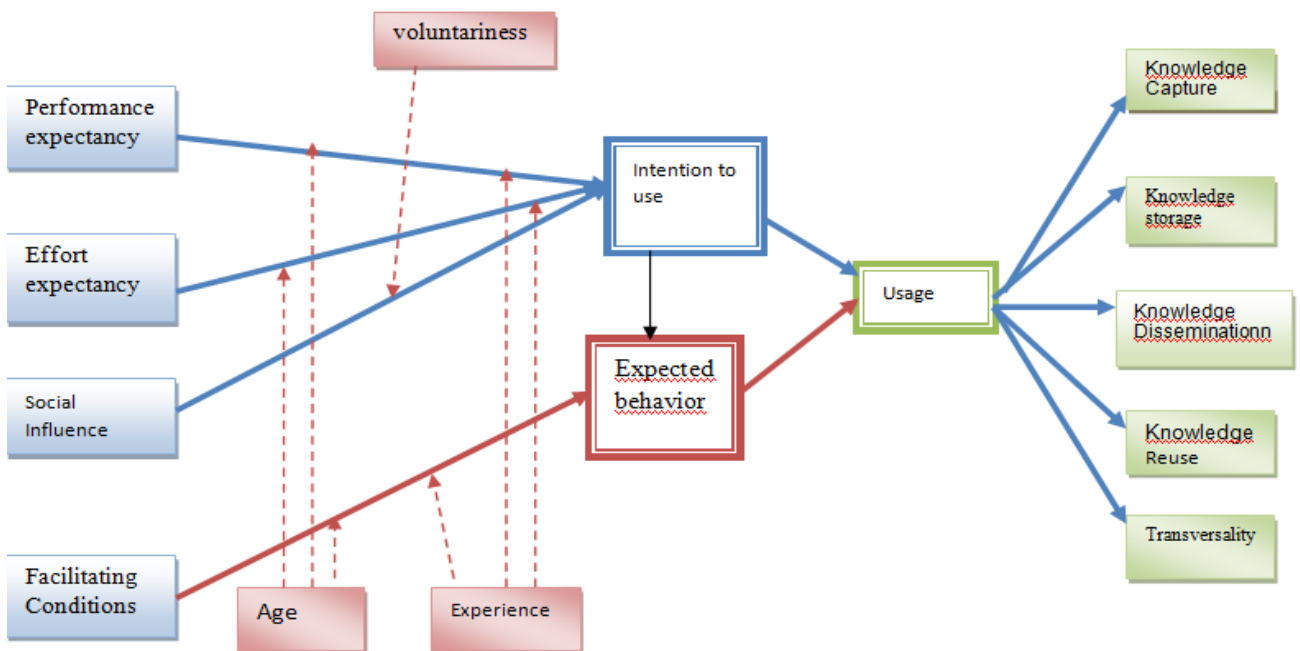 voluntariness
Performance
expectancy
Effort
expectancy
Social
Influence
Facilitating
Conditions
Age
Experience
Intention to
use
Expected
behavior
Usage
Knowledge
Capture
Knowledge
storage
Knowledge
Disseminationn
Knowledge
Reuse
Transversality